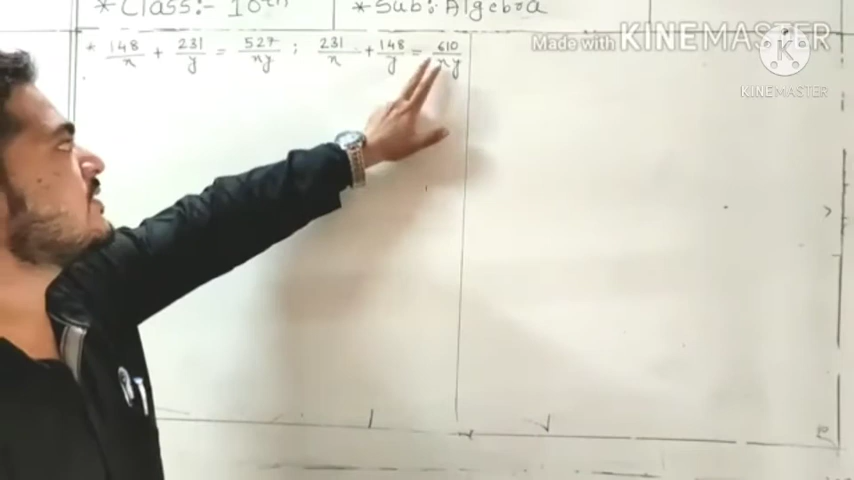 * Class:- 10th * Sub:- Algebra
* 148/x + 231/y = 527/xy ; 231/x + 148/y = 610/xy
Made with KINEMASTER
KINEMASTER